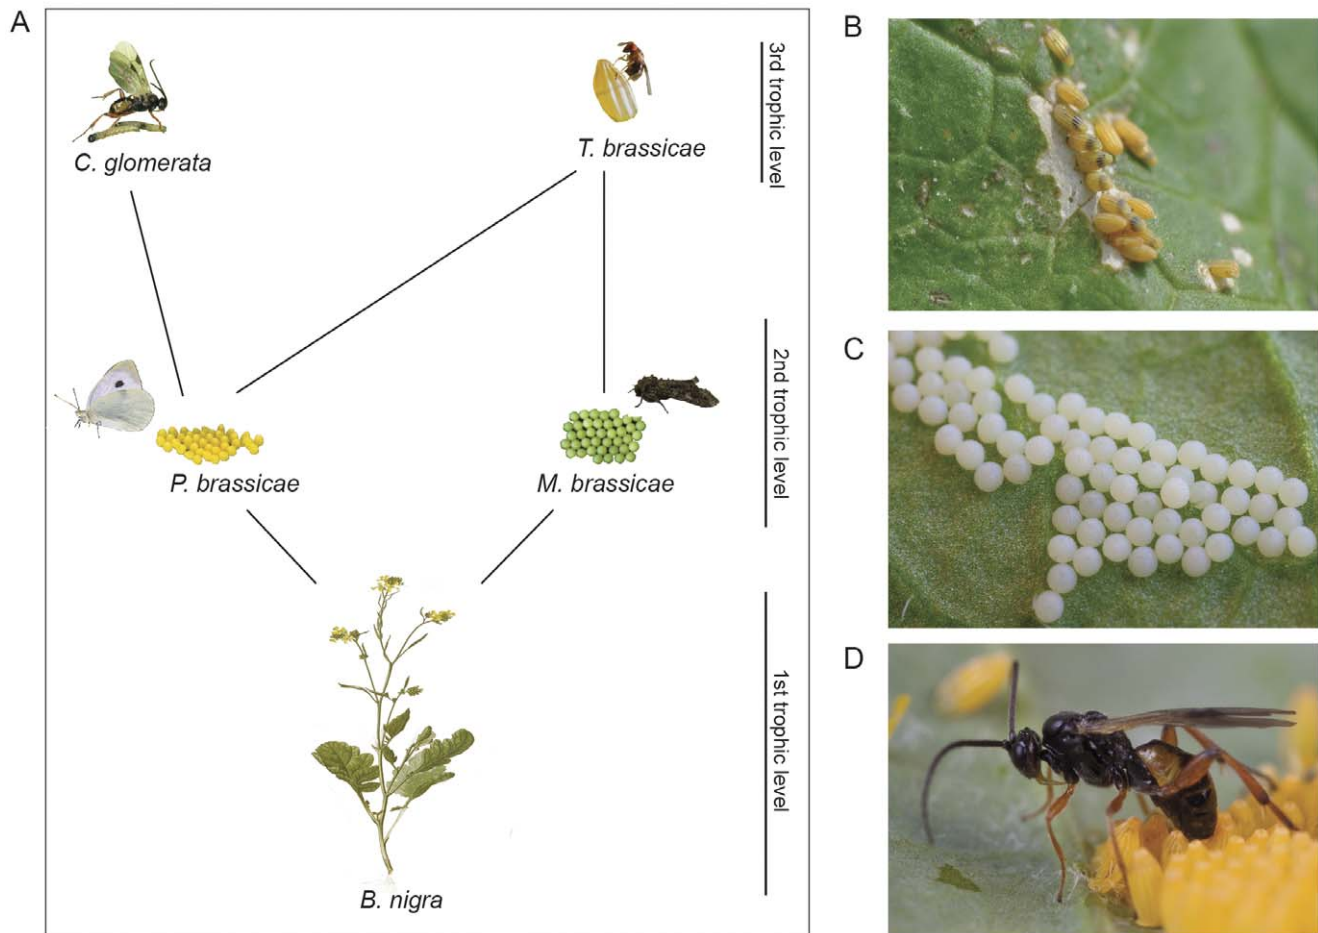 A
C. glomerata
T. brassicae
3rd trophic level
P. brassicae
M. brassicae
2nd trophic level
B. nigra
1st trophic level
B
C
D